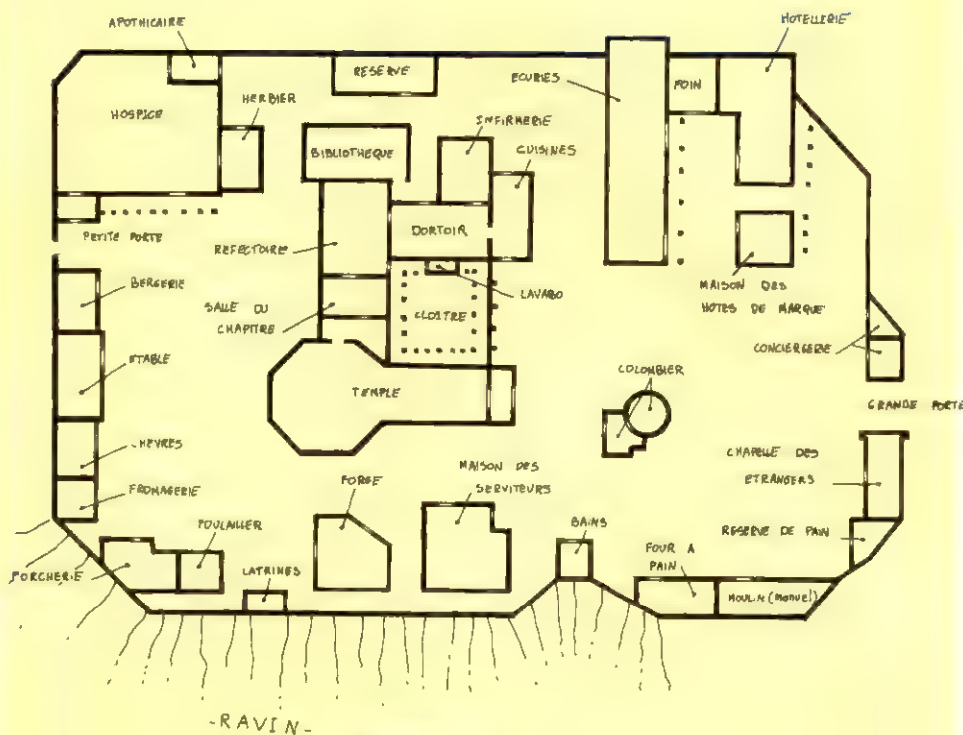 APOTHICAIRE
HOTELLERIE
RESERVE
ECURIES
FOIN
HOSPICE
HERBIER
INFIRMERIE
BIBLIOTHEQUE
CUISINES
DORTOIR
PETITE PORTE
REFECTOIRE
BERGERIE
LAVABO
MAISON DES
HOTES DE MARQUE
SALLE DU
CHAPITRE
CLOITRE
ETABLE
CONCIERGERIE
COLOMBIER
TEMPLE
GRANDE PORTE
CHEVRES
MAISON DES
SERVITEURS
CHAPELLE DES
ETRANGERS
FROMAGERIE
FORGE
POULAILLER
BAINS
RESERVE DE PAIN
FOUR A
PAIN
PORCHERIE
LATRINES
MOULIN (manuel)
-RAVIN-